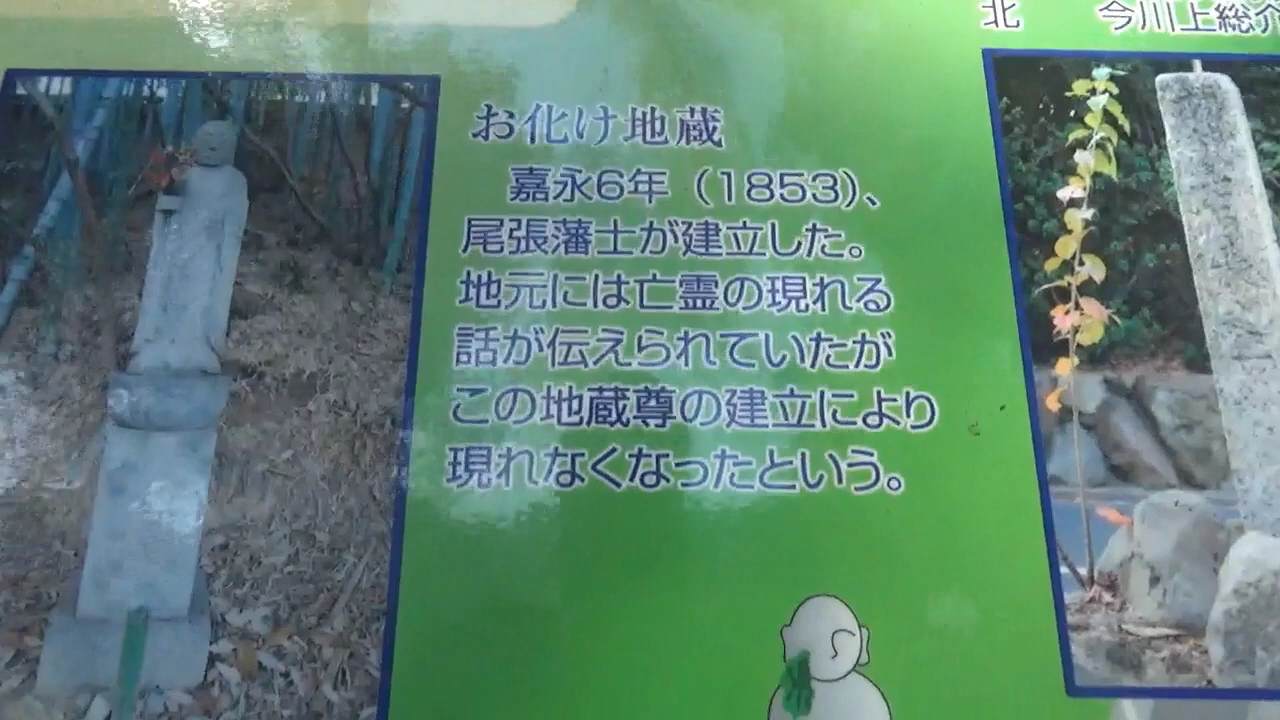 北 今川上総介
お化け地蔵
嘉永6年(1853)、
尾張藩士が建立した。
地元には亡霊の現れる
話が伝えられていたが
この地蔵尊の建立により
現れなくなったという。